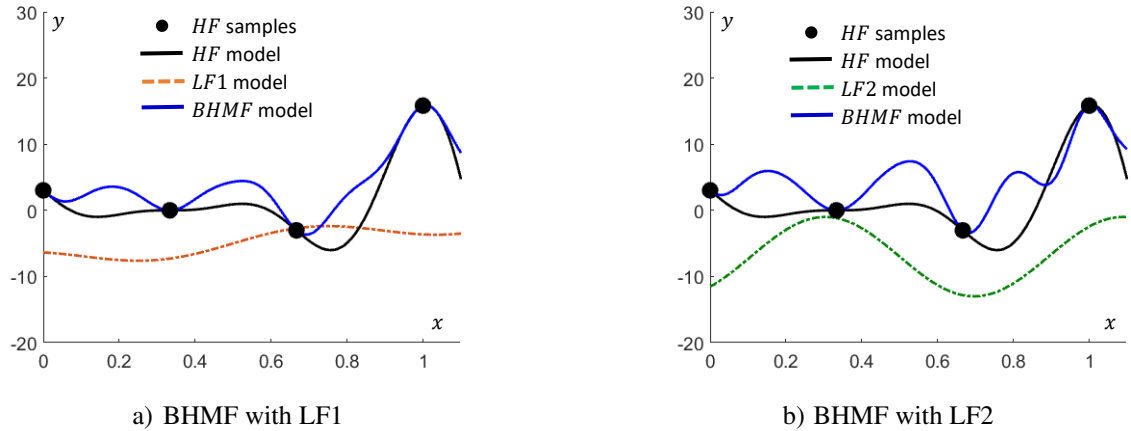 30
y
HF samples
20
HF model
LF1 model
10
BHMF model
0
-10
x
-20
0 0.2 0.4 0.6 0.8 1
a) BHMF with LF1
30
y
HF samples
20
HF model
LF2 model
10
BHMF model
0
-10
x
-20
0 0.2 0.4 0.6 0.8 1
b) BHMF with LF2